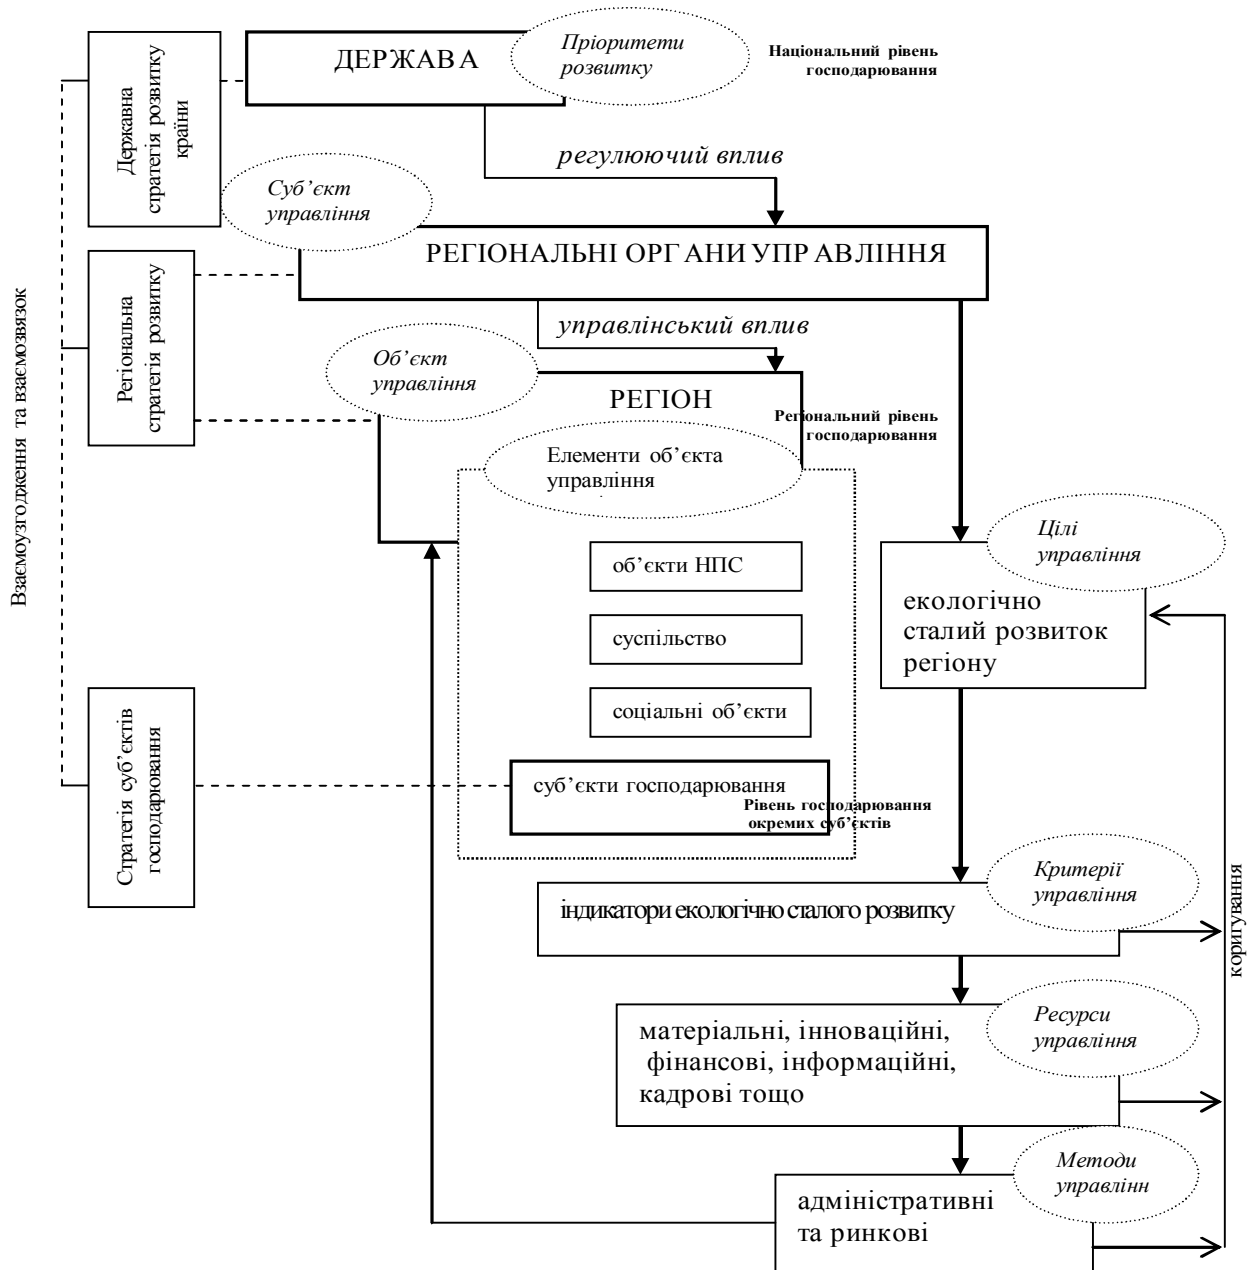 ДЕРЖАВА
Пріоритети
розвитку
Національний рівень
господарювання
Державна
стратегія розвитку
країни
регулюючий вплив
Суб’єкт
управління
РЕГІОНАЛЬНІ ОРГАНИ УПРАВЛІННЯ
Регіональна
стратегія розвитку
управлінський вплив
Об’єкт
управління
РЕГІОН
Регіональний рівень
господарювання
Елементи об’єкта
управління
Взаємоузгодження та взаємозвязок
об’єкти НПС
суспільство
соціальні об’єкти
суб’єкти господарювання
Рівень господарювання
окремих суб’єктів
Стратегія суб’єктів
господарювання
Цілі
управління
екологічно
сталий розвиток
регіону
Критерії
управління
індикатори екологічно сталого розвитку
коригування
Ресурси
управління
матеріальні, інноваційні,
фінансові, інформаційні,
кадрові тощо
Методи
управлінн
адміністративні
та ринкові